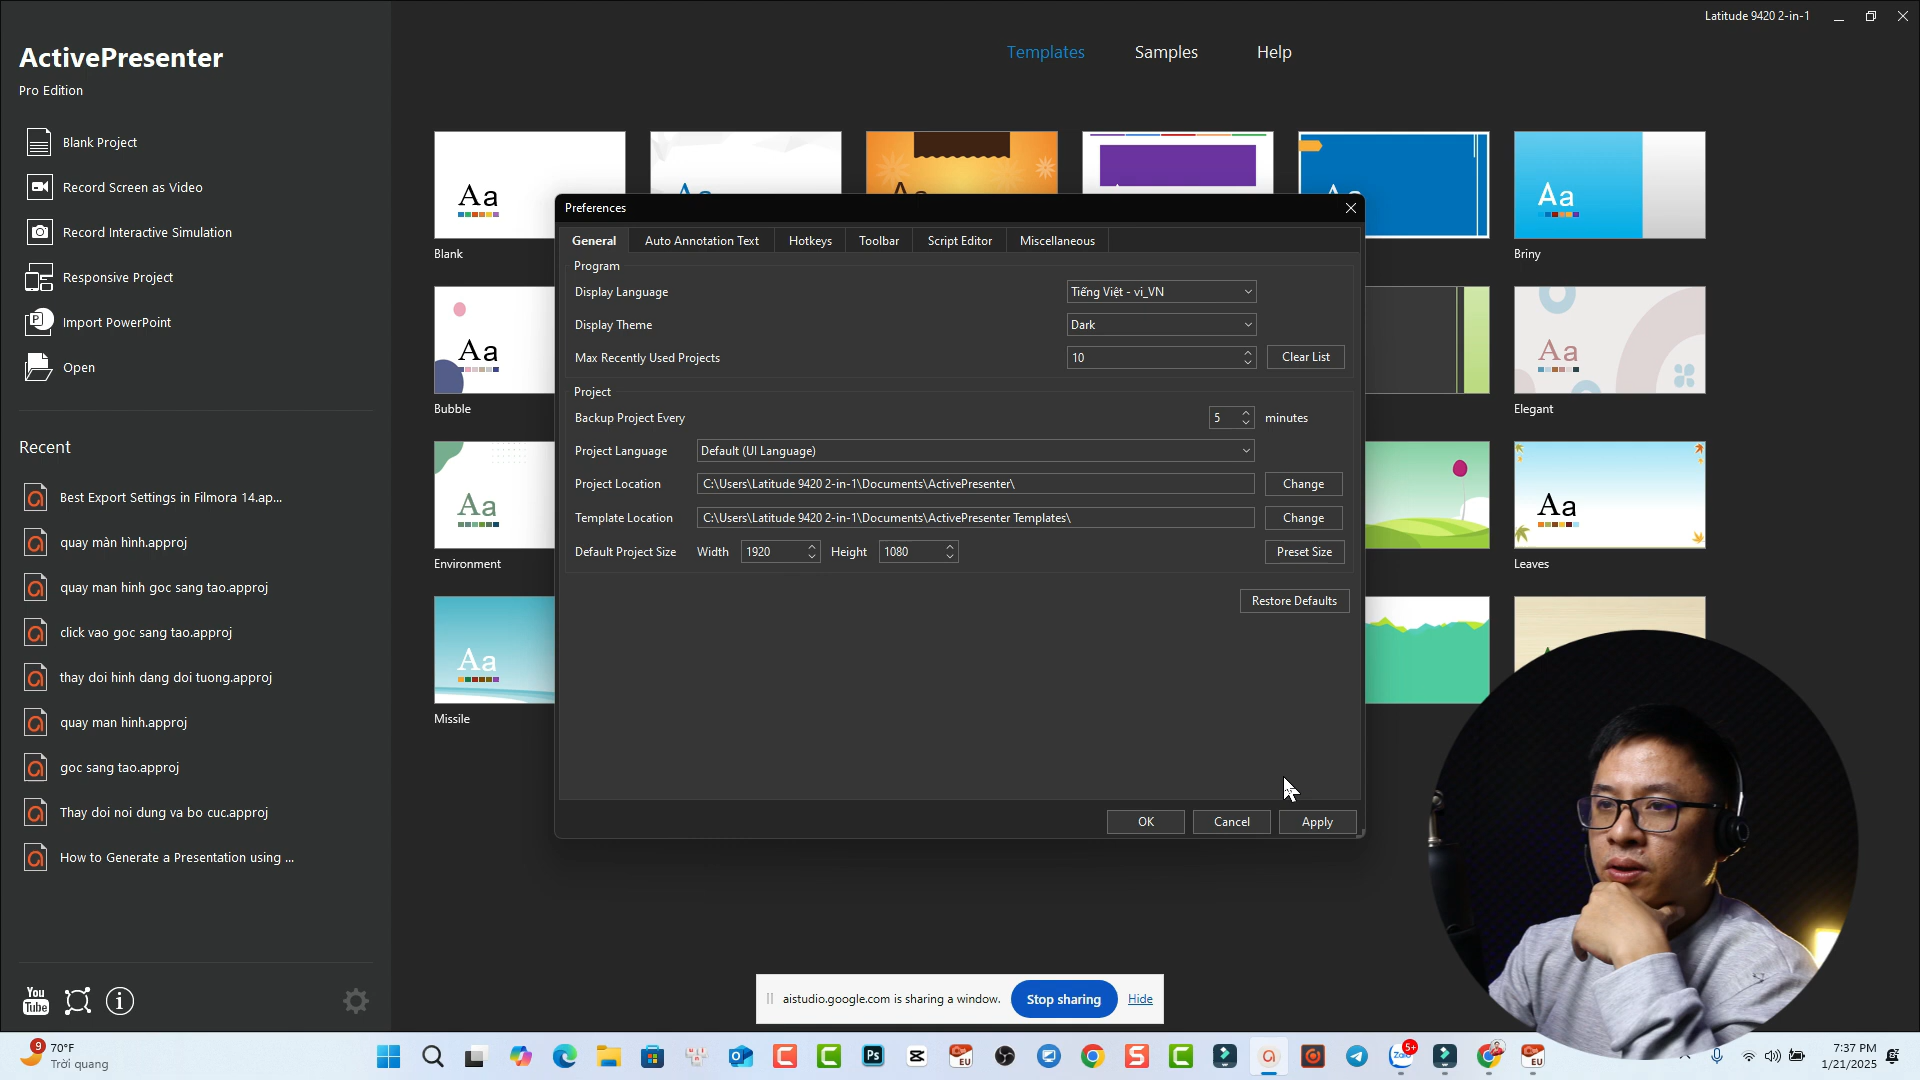 Latitude 9420 2-in-1
ActivePresenter
Pro Edition
Templates
Samples
Help
Blank Project
Record Screen as Video
Record Interactive Simulation
Responsive Project
Import PowerPoint
Open
Recent
Best Export Settings in Filmora 14.ap...
quay màn hình.approj
quay man hinh goc sang tao.approj
click vao goc sang tao.approj
thay doi hinh dang doi tuong.approj
quay man hinh.approj
goc sang tao.approj
Thay doi noi dung va bo cuc.approj
How to Generate a Presentation using ...
You
Tube
Aa
Blank
Aa
Bubble
Aa
Environment
Aa
Missile
Aa
Briny
Aa
Elegant
Aa
Leaves
Preferences
General
Auto Annotation Text
Hotkeys
Toolbar
Script Editor
Miscellaneous
Program
Display Language
Tiếng Việt - vi_VN
Display Theme
Dark
Max Recently Used Projects
10
Clear List
Project
Backup Project Every
5
minutes
Project Language
Default (UI Language)
Project Location
C:\Users\Latitude 9420 2-in-1\Documents\ActivePresenter\
Change
Template Location
C:\Users\Latitude 9420 2-in-1\Documents\ActivePresenter Templates\
Change
Default Project Size
Width
1920
Height
1080
Preset Size
Restore Defaults
OK
Cancel
Apply
aistudio.google.com is sharing a window.
Stop sharing
Hide
9
70°F
Trời quang
Ps
EU
S
Zalo
5+
EU
7:37 PM
1/21/2025